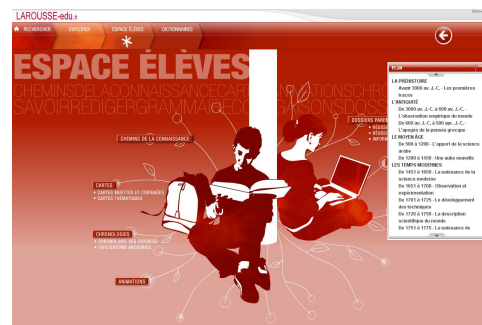 LAROUSSE-edu.fr
RECHERCHER
EXPLORER
ESPACE ÉLÈVES
DICTIONNAIRES
ESPACE ÉLÈVES
CHEMINS DE LA CONNAISSANCE
DOSSIERS
CARTES
• CARTES MUETTES ET CORRIGÉES
• CARTES THÉMATIQUES
CHRONOLOGIES
• CHRONOLOGIE DES SCIENCES
• CIVILISATIONS ANCIENNES
ANIMATIONS
PLAN
LA PRÉHISTOIRE
Avant 3000 av. J.-C. - Les premières
traces
L'ANTIQUITÉ
De 3000 av. J.-C. à 600 av. J.-C. -
L'observation empirique du monde
De 600 av. J.-C. à 500 apr. J.-C. -
L'apogée de la pensée grecque
LE MOYEN ÂGE
De 500 à 1200 - L'apport de la science
arabe
De 1200 à 1450 - Une aube nouvelle
LES TEMPS MODERNES
De 1451 à 1650 - La naissance de la
science moderne
De 1651 à 1700 - Observation et
expérimentation
De 1701 à 1725 - Le développement
des techniques
De 1726 à 1750 - La description
scientifique du monde
De 1751 à 1775 - La naissance de